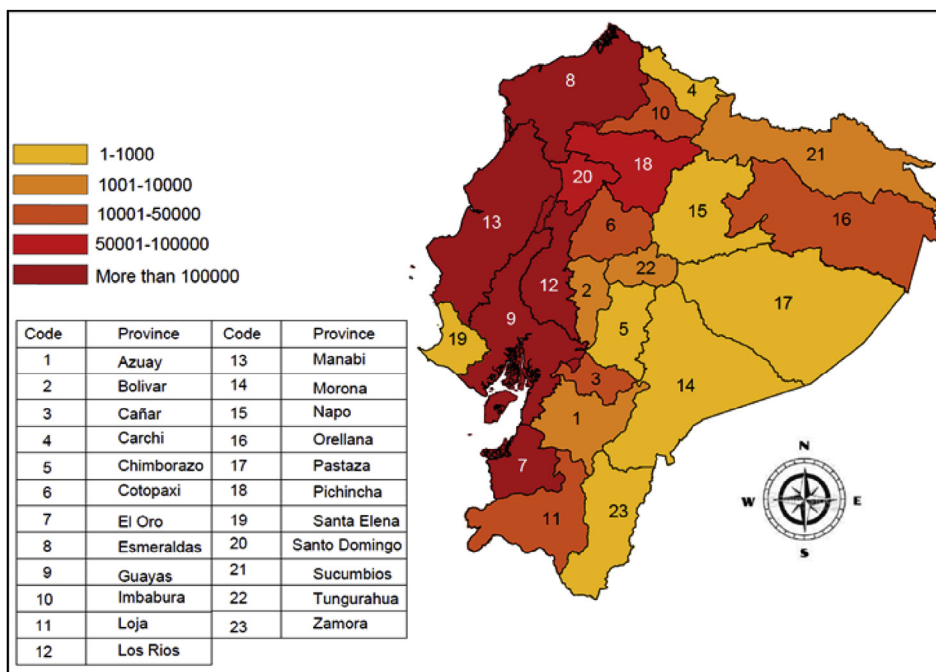 1-1000
1001-10000
10001-50000
50001-100000
More than 100000
Code Province Code Province
1 Azuay 13 Manabi
2 Bolivar 14 Morona
3 Cañar 15 Napo
4 Carchi 16 Orellana
5 Chimborazo 17 Pastaza
6 Cotopaxi 18 Pichincha
7 El Oro 19 Santa Elena
8 Esmeraldas 20 Santo Domingo
9 Guayas 21 Sucumbios
10 Imbabura 22 Tungurahua
11 Loja 23 Zamora
12 Los Rios
8
4
10
21
18
20
15
16
13
6
22
12
2
17
9
5
19
3
14
1
7
11
23
N
W E
S